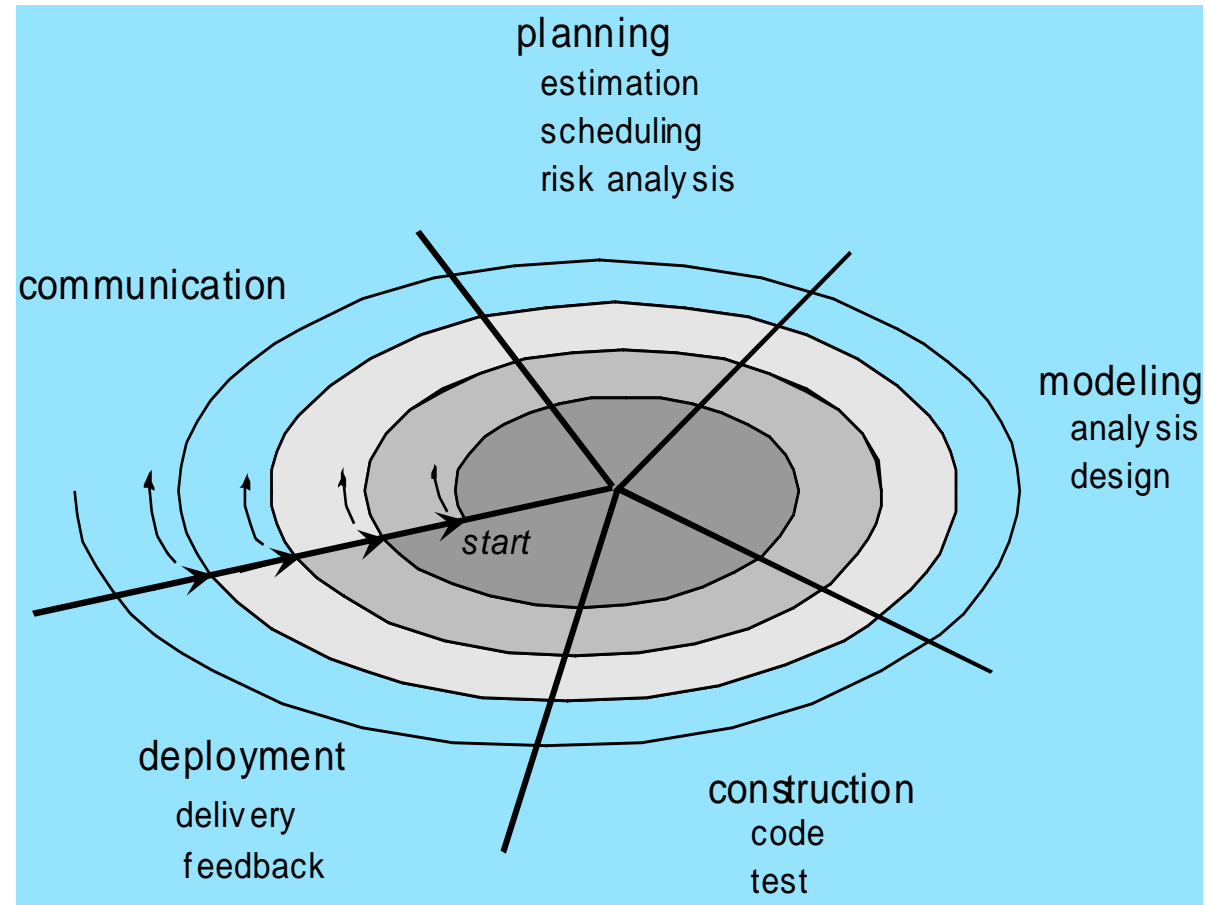 planning
estimation
scheduling
risk analysis
communication
modeling
analysis
design
start
deployment
delivery
feedback
construction
code
test